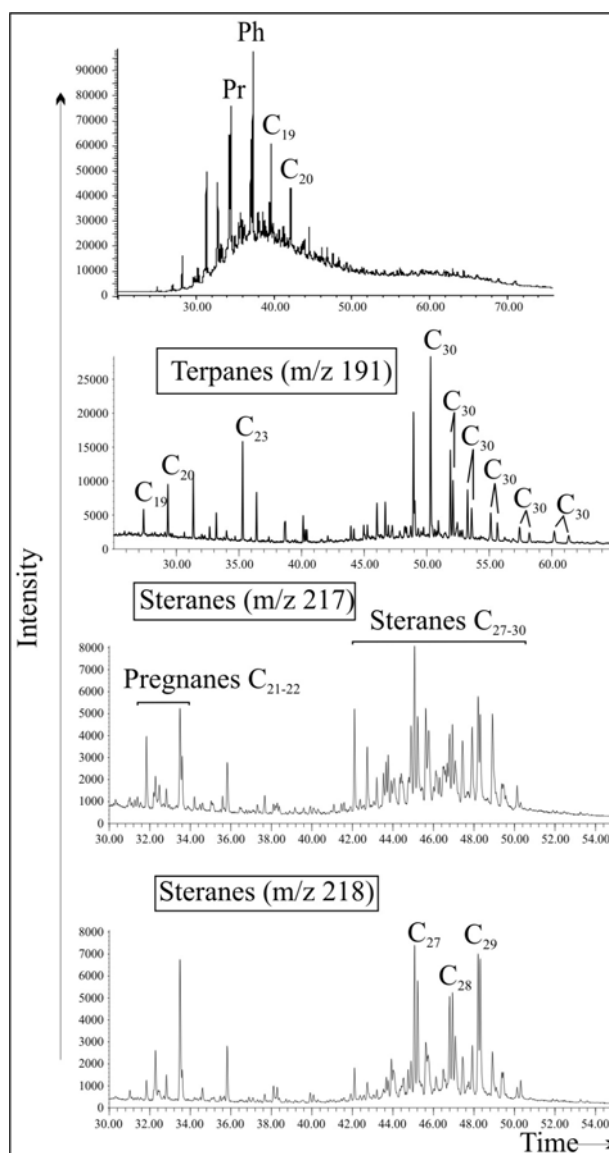 Intensity
Ph
Pr
C₁₉
C₂₀
90000
80000
70000
60000
50000
40000
30000
20000
10000
0
30.00 40.00 50.00 60.00 70.00
Terpanes (m/z 191)
C₃₀
C₃₀
C₃₀
C₃₀
C₃₀
C₃₀
C₂₃
C₂₀
C₁₉
25000
20000
15000
10000
5000
0
30.00 35.00 40.00 45.00 50.00 55.00 60.00
Steranes (m/z 217)
Steranes C₂₇₋₃₀
Pregnanes C₂₁₋₂₂
8000
7000
6000
5000
4000
3000
2000
1000
0
30.00 32.00 34.00 36.00 38.00 40.00 42.00 44.00 46.00 48.00 50.00 52.00 54.00
Steranes (m/z 218)
C₂₇
C₂₈
C₂₉
8000
7000
6000
5000
4000
3000
2000
1000
0
30.00 32.00 34.00 36.00 38.00 40.00 42.00 44.00 46.00 48.00 50.00 52.00 54.00
Time